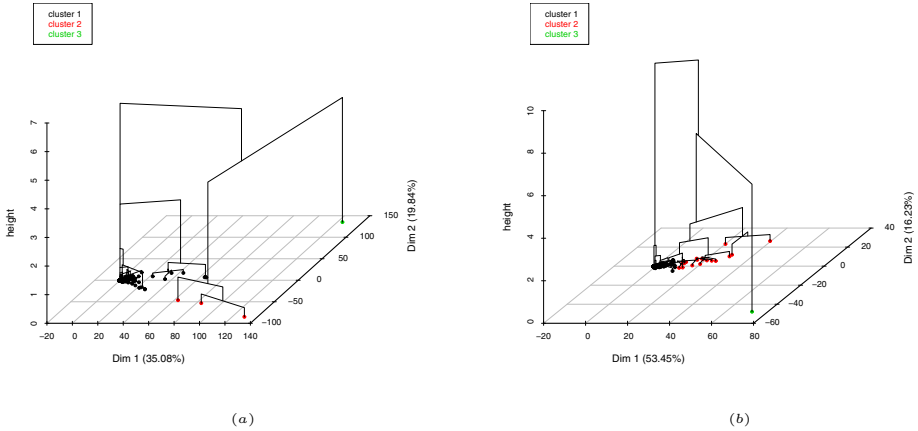 cluster 1
cluster 2
cluster 3
height
0
1
2
3
4
5
6
7
−20
0
20
40
60
80
100
120
140
Dim 1 (35.08%)
−100
−50
0
50
100
150
Dim 2 (19.84%)
(a)
cluster 1
cluster 2
cluster 3
height
0
2
4
6
8
10
−20
0
20
40
60
80
Dim 1 (53.45%)
−60
−40
−20
0
20
40
Dim 2 (16.23%)
(b)